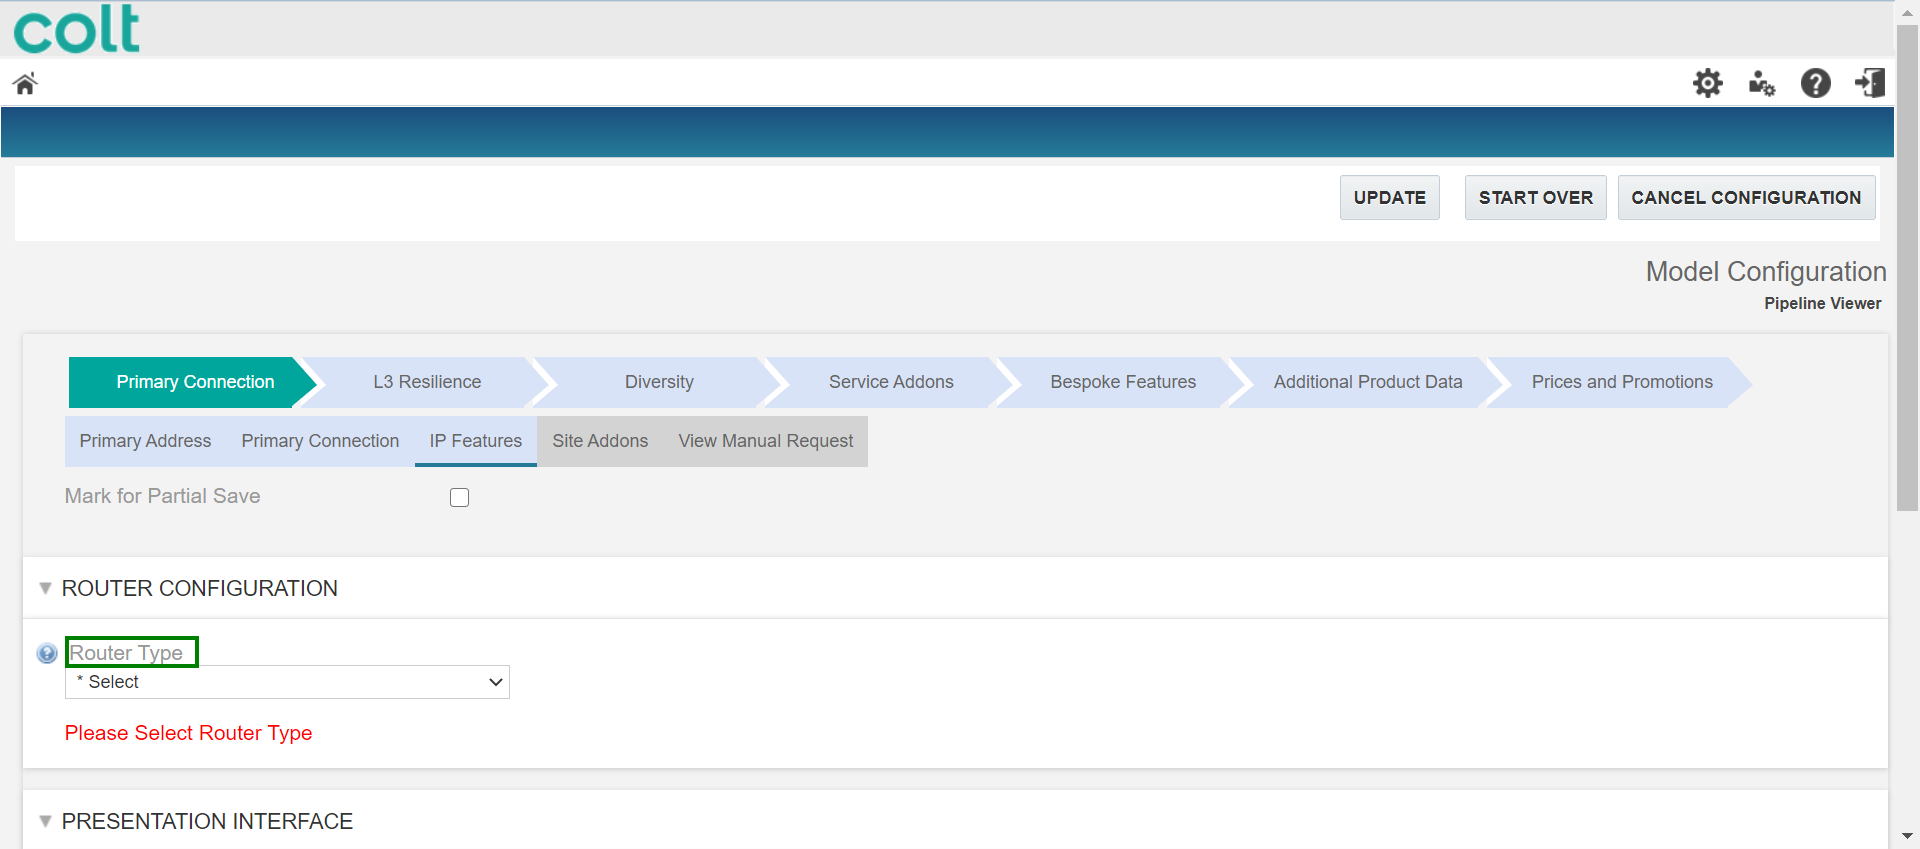 colt
UPDATE START OVER CANCEL CONFIGURATION
Model Configuration
Pipeline Viewer
Primary Connection L3 Resilience Diversity Service Addons Bespoke Features Additional Product Data Prices and Promotions
Primary Address Primary Connection IP Features Site Addons View Manual Request
Mark for Partial Save
ROUTER CONFIGURATION
Router Type
* Select
Please Select Router Type
PRESENTATION INTERFACE